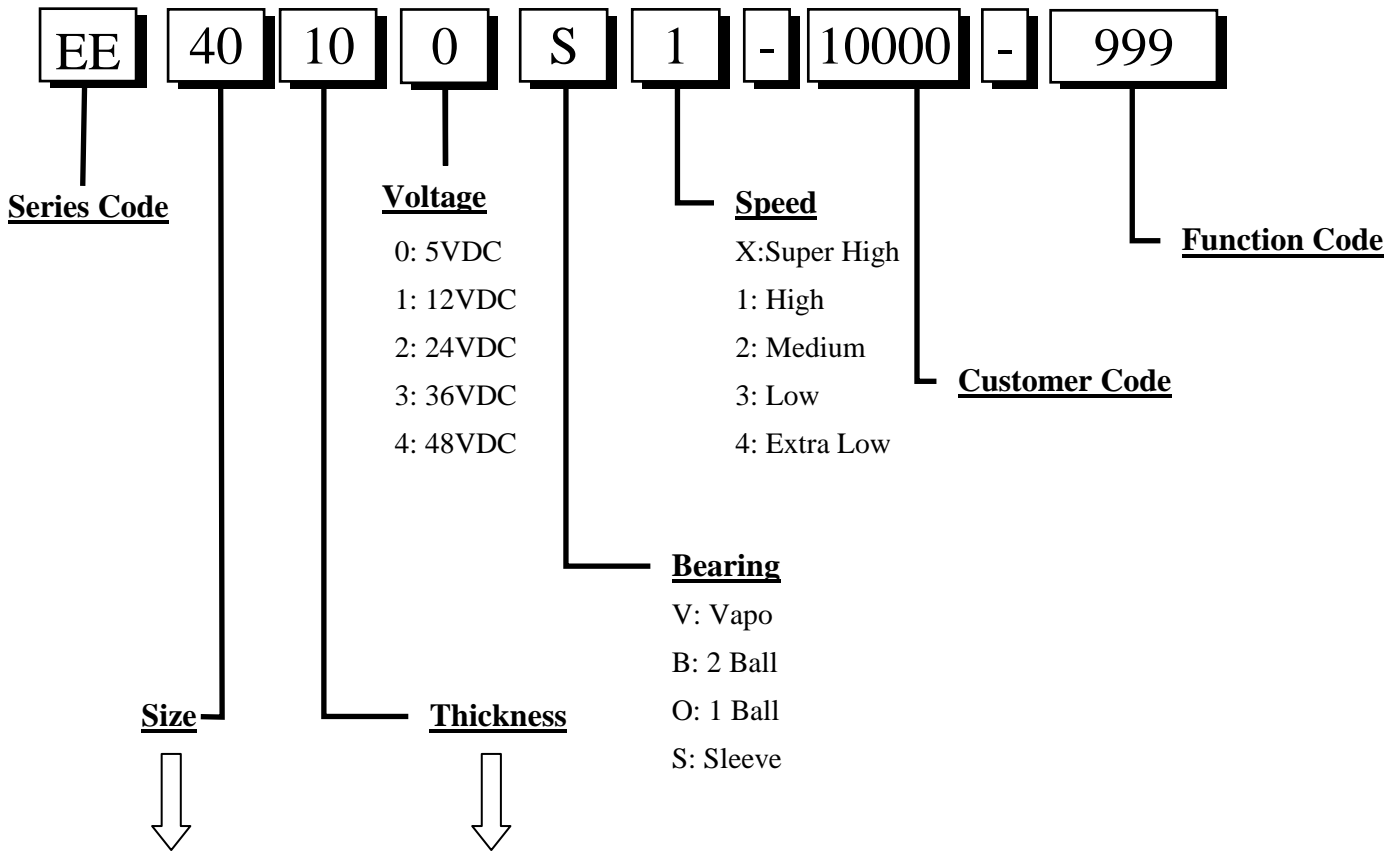 EE 40 10 0 S 1 - 10000 - 999
Series Code
Voltage
0: 5VDC
1: 12VDC
2: 24VDC
3: 36VDC
4: 48VDC
Speed
X:Super High
1: High
2: Medium
3: Low
4: Extra Low
Function Code
Customer Code
Bearing
V: Vapo
B: 2 Ball
O: 1 Ball
S: Sleeve
Size
Thickness